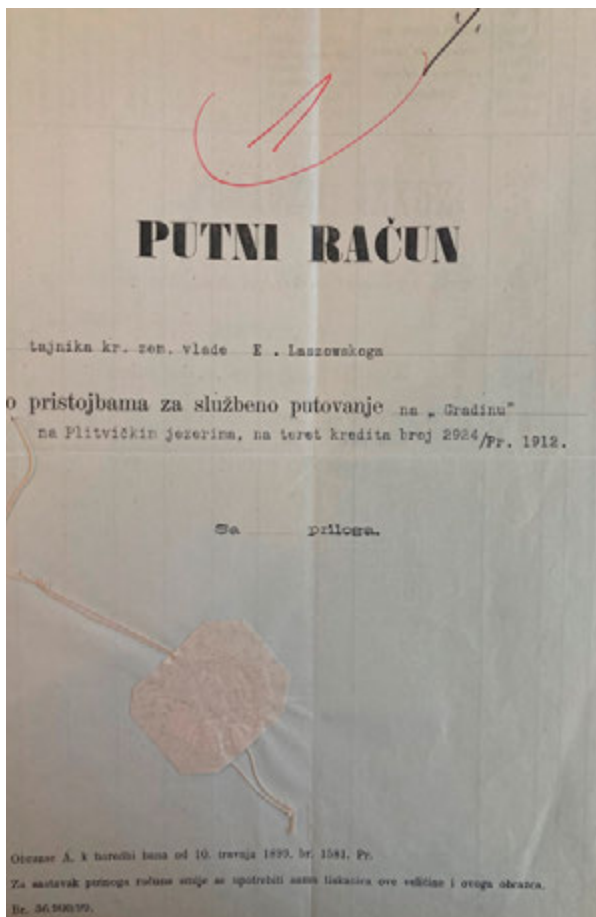 PUTNI RAČUN
tajnika kr. zem. vlade E . Laszowskoga
o pristojbama za službeno putovanje na „ Gradinu"
na Plitvičkin jezerima, na teret kredita broj 2924/Pr. 1912.
Sa priloga.
Obrazac A. k naredbi bana od 10. travnja 1899. br. 1581. Pr.
Za sastavak putnoga računa smije se upotrebiti samo tiskanica ove veličine i ovoga obrazca.
Br. 36.900/99.